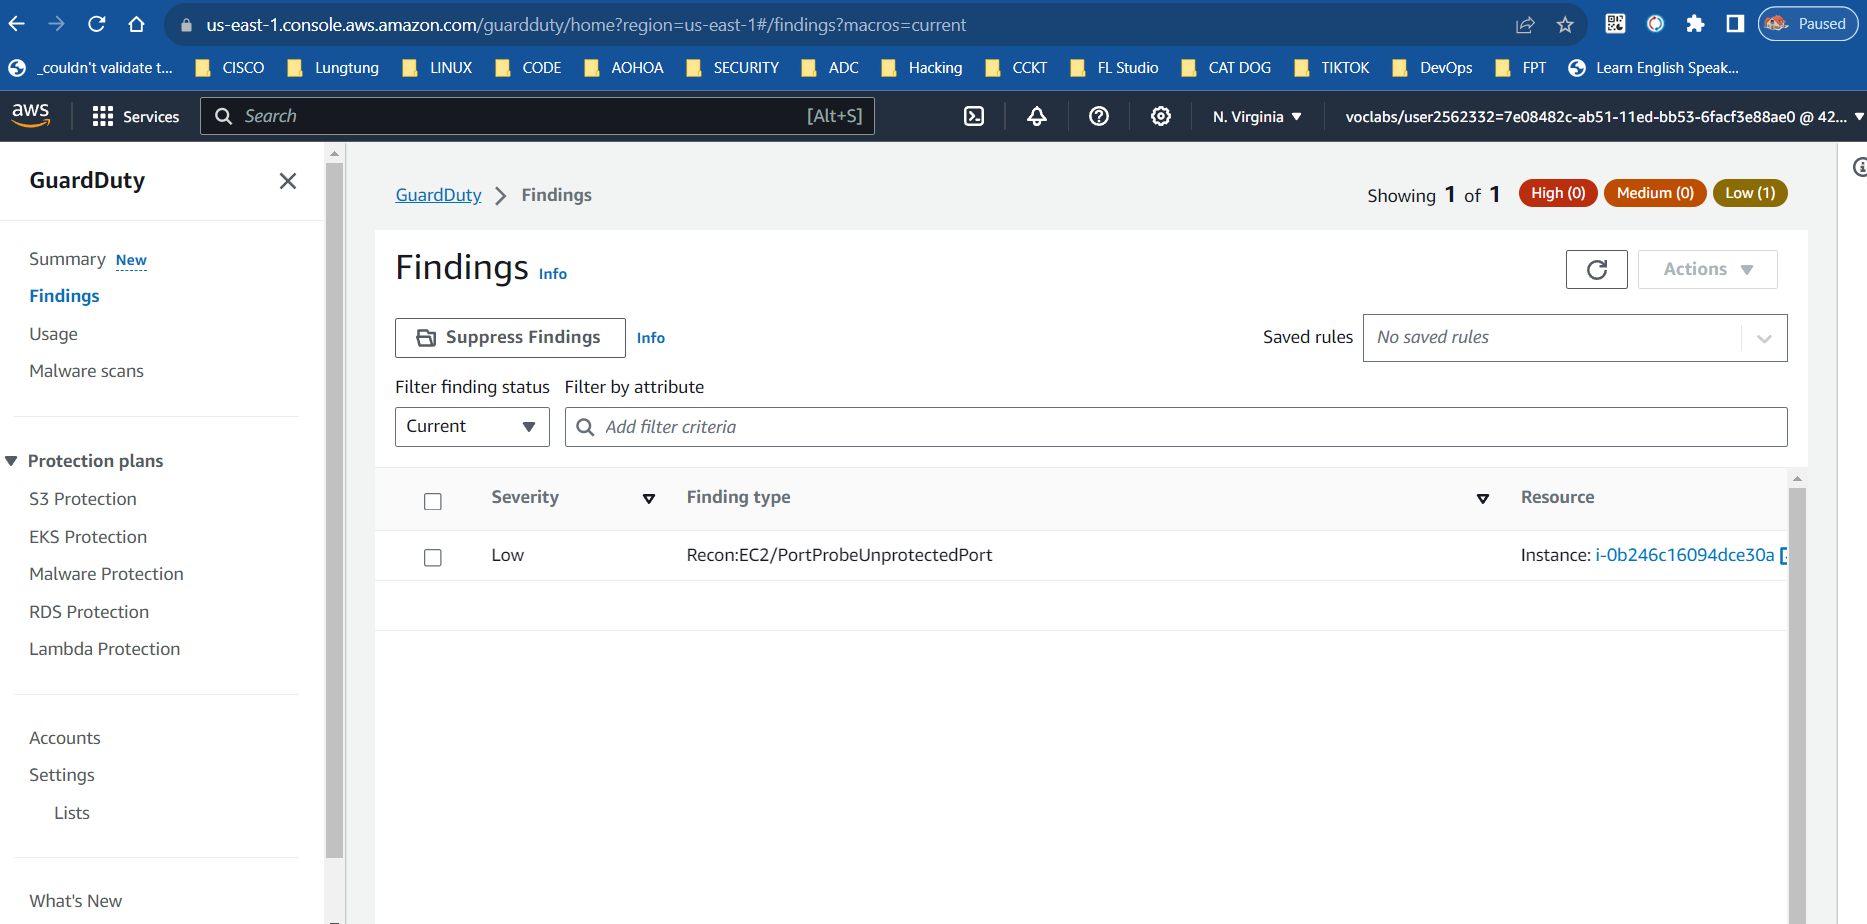 us-east-1.console.aws.amazon.com/guardduty/home?region=us-east-1#/findings?macros=current
Paused
_couldn't validate t...
CISCO
Lungtung
LINUX
CODE
AOHOA
SECURITY
ADC
Hacking
CCKT
FL Studio
CAT DOG
TIKTOK
DevOps
FPT
Learn English Speak...
aws
Services
Search
[Alt+S]
N. Virginia
voclabs/user2562332=7e08482c-ab51-11ed-bb53-6facf3e88ae0 @ 42...
GuardDuty
Summary New
Findings
Usage
Malware scans
Protection plans
S3 Protection
EKS Protection
Malware Protection
RDS Protection
Lambda Protection
Accounts
Settings
Lists
What's New
GuardDuty
Findings
Showing 1 of 1
High (0)
Medium (0)
Low (1)
Findings Info
Actions
Suppress Findings
Info
Saved rules
No saved rules
Filter finding status
Filter by attribute
Current
Add filter criteria
Severity
Finding type
Resource
Low
Recon:EC2/PortProbeUnprotectedPort
Instance: i-0b246c16094dce30a